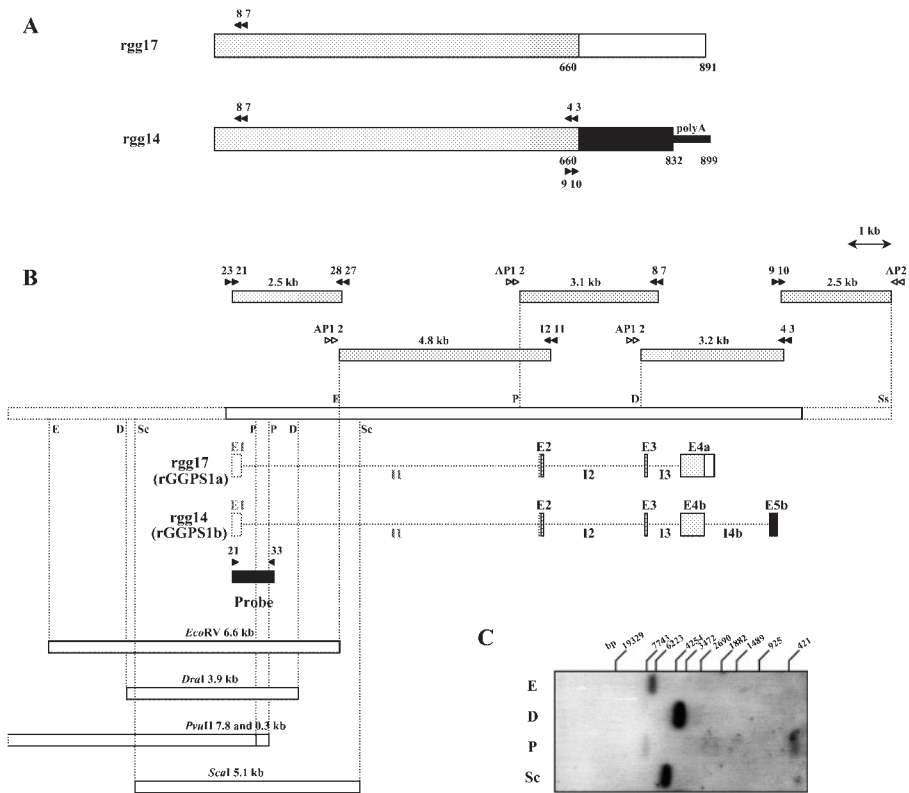 A
8 7
rgg17
660
891
8 7
4 3
polyA
rgg14
660
832
899
9 10
1 kb
B
23 21
28 27
AP1 2
8 7
9 10
AP2
2.5 kb
3.1 kb
2.5 kb
AP1 2
12 11
AP1 2
4 3
4.8 kb
3.2 kb
E
P
D
Ss
E
D
Sc
P
P
D
Sc
E1
E2
E3
E4a
rgg17
(rGGPS1a)
I1
I2
I3
E1
E2
E3
E4b
E5b
rgg14
(rGGPS1b)
I1
I2
I3
I4b
21
33
Probe
EcoRV 6.6 kb
DraI 3.9 kb
PvuII 7.8 and 0.3 kb
ScaI 5.1 kb
C
bp
19329
7743
6223
4254
3472
2690
1882
1489
925
421
E
D
P
Sc